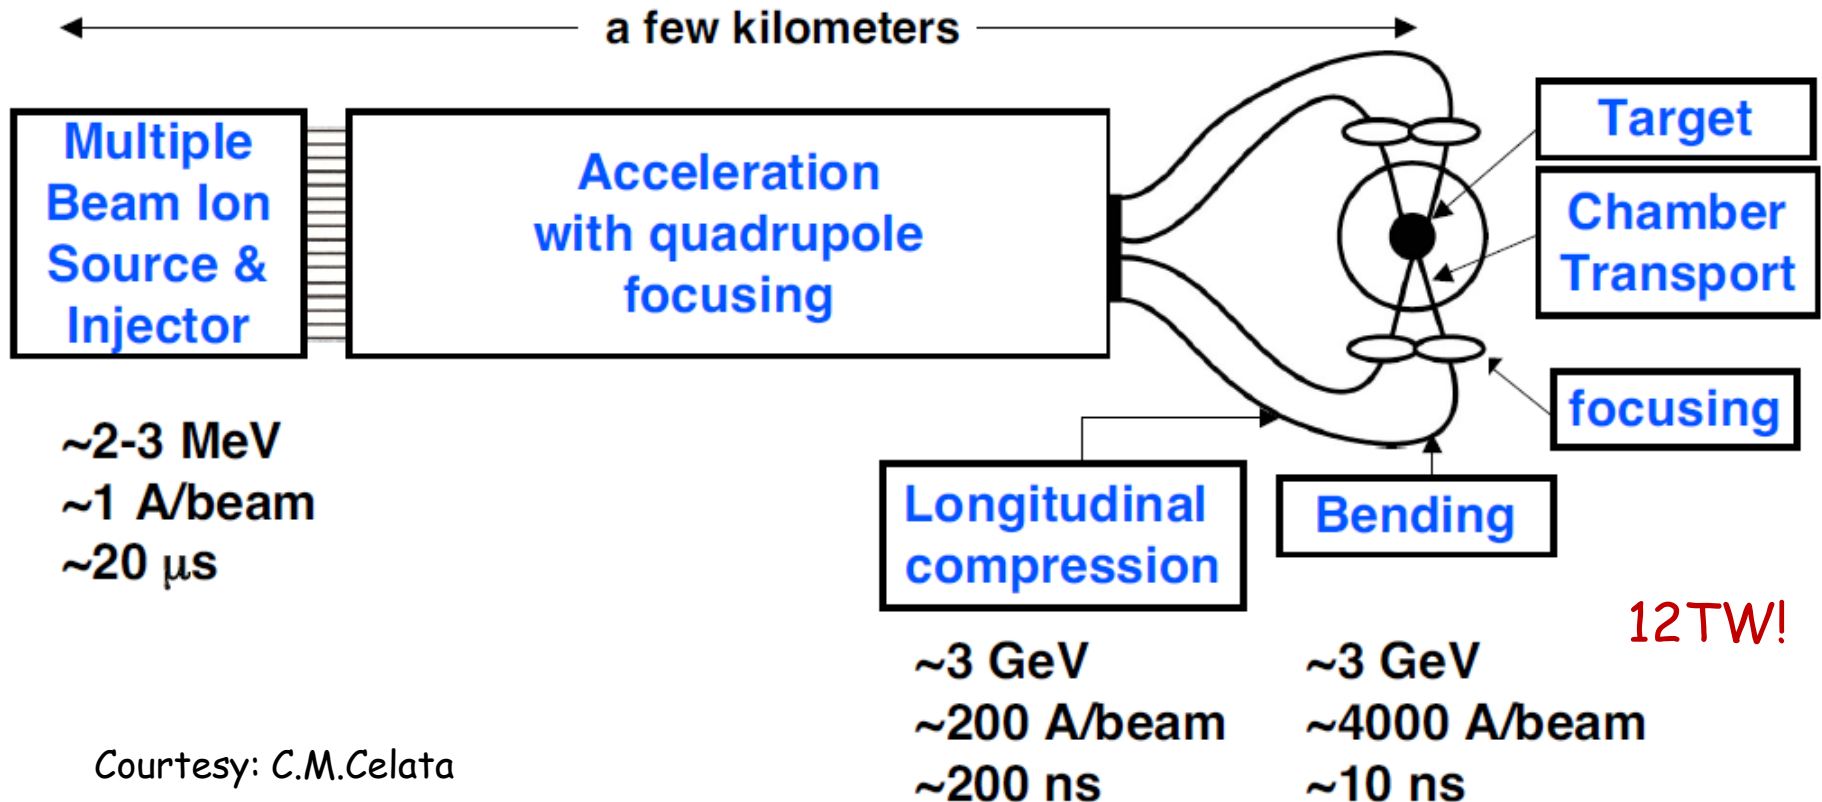 a few kilometers
Multiple
Beam Ion
Source &
Injector
Acceleration
with quadrupole
focusing
Target
Chamber
Transport
focusing
~2-3 MeV
~1 A/beam
~20 μs
Longitudinal
compression
Bending
12TW!
~3 GeV
~200 A/beam
~200 ns
~3 GeV
~4000 A/beam
~10 ns
Courtesy: C.M.Celata